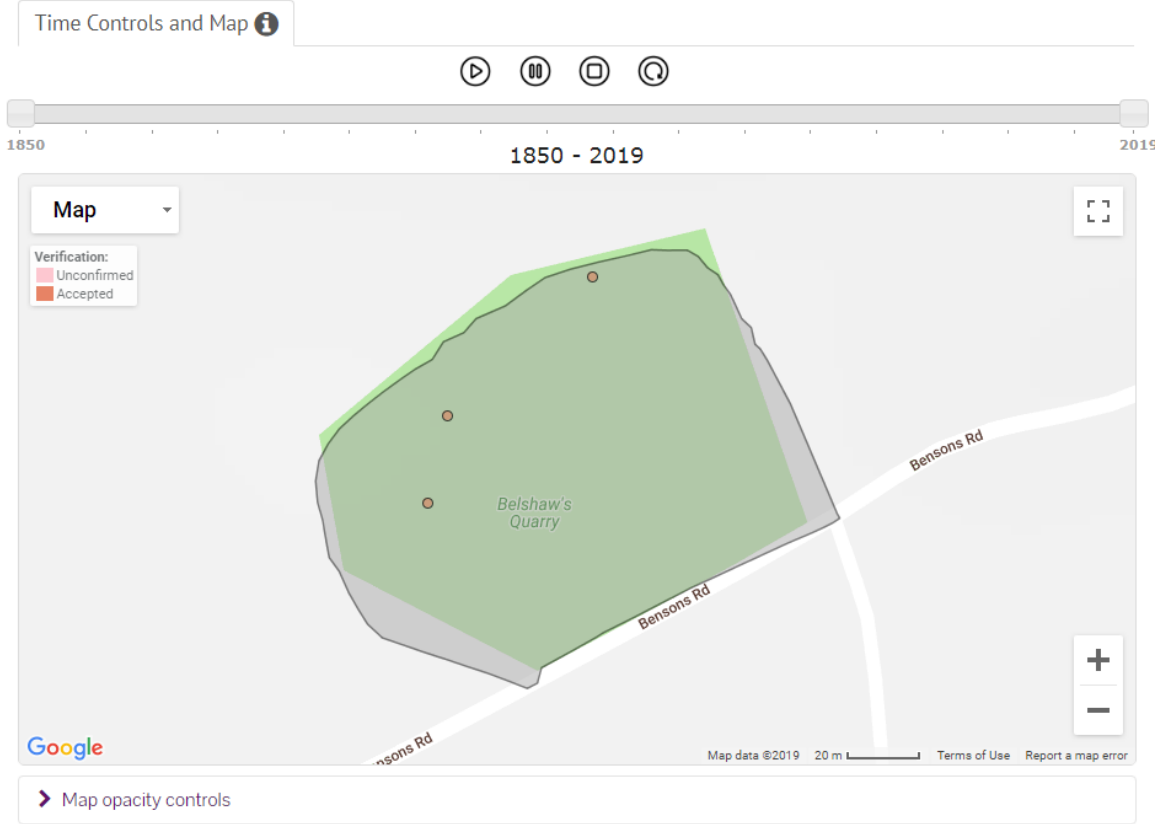 Time Controls and Map
1850
2019
1850 - 2019
Map
Verification:
Unconfirmed
Accepted
Bensons Rd
Belshaw's
Quarry
Bensons Rd
nsons Rd
Google
Map data ©2019
20 m
Terms of Use
Report a map error
Map opacity controls